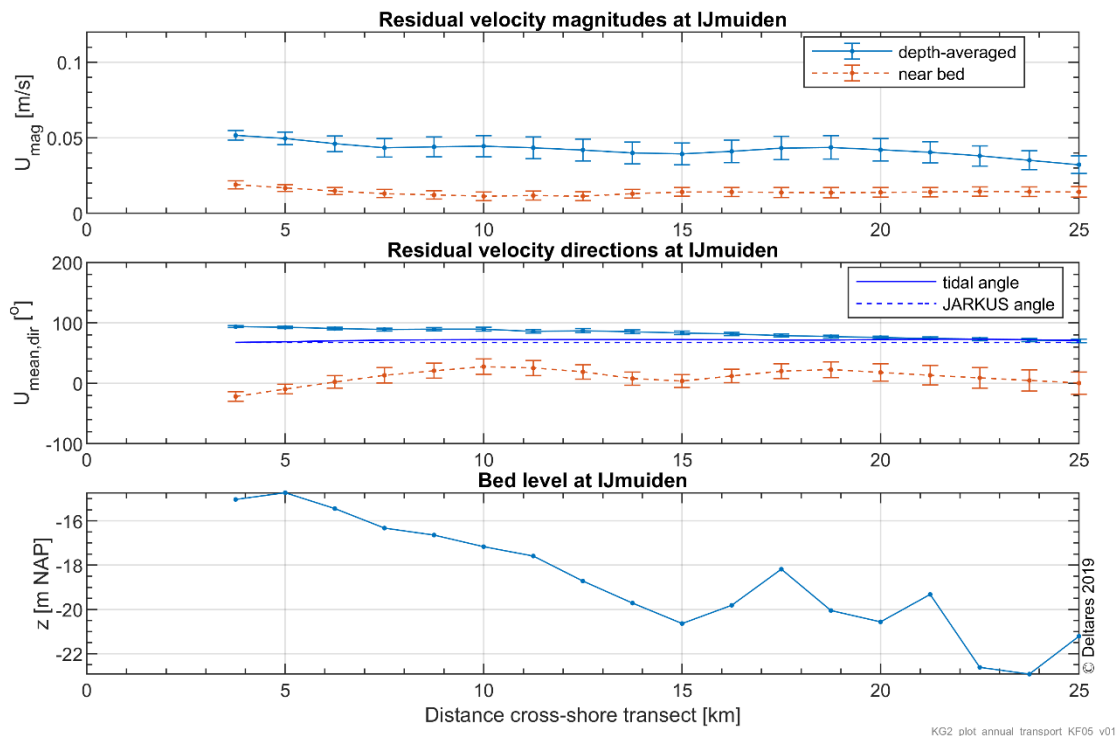 Residual velocity magnitudes at IJmuiden
U_mag [m/s]
0.1
0.05
0
depth-averaged
near bed
0 5 10 15 20 25
Residual velocity directions at IJmuiden
U_mean,dir [°]
200
100
0
-100
tidal angle
JARKUS angle
0 5 10 15 20 25
Bed level at IJmuiden
z [m NAP]
-16
-18
-20
-22
© Deltares 2019
0 5 10 15 20 25
Distance cross-shore transect [km]
KG2_plot_annual_transport_KF05_v01